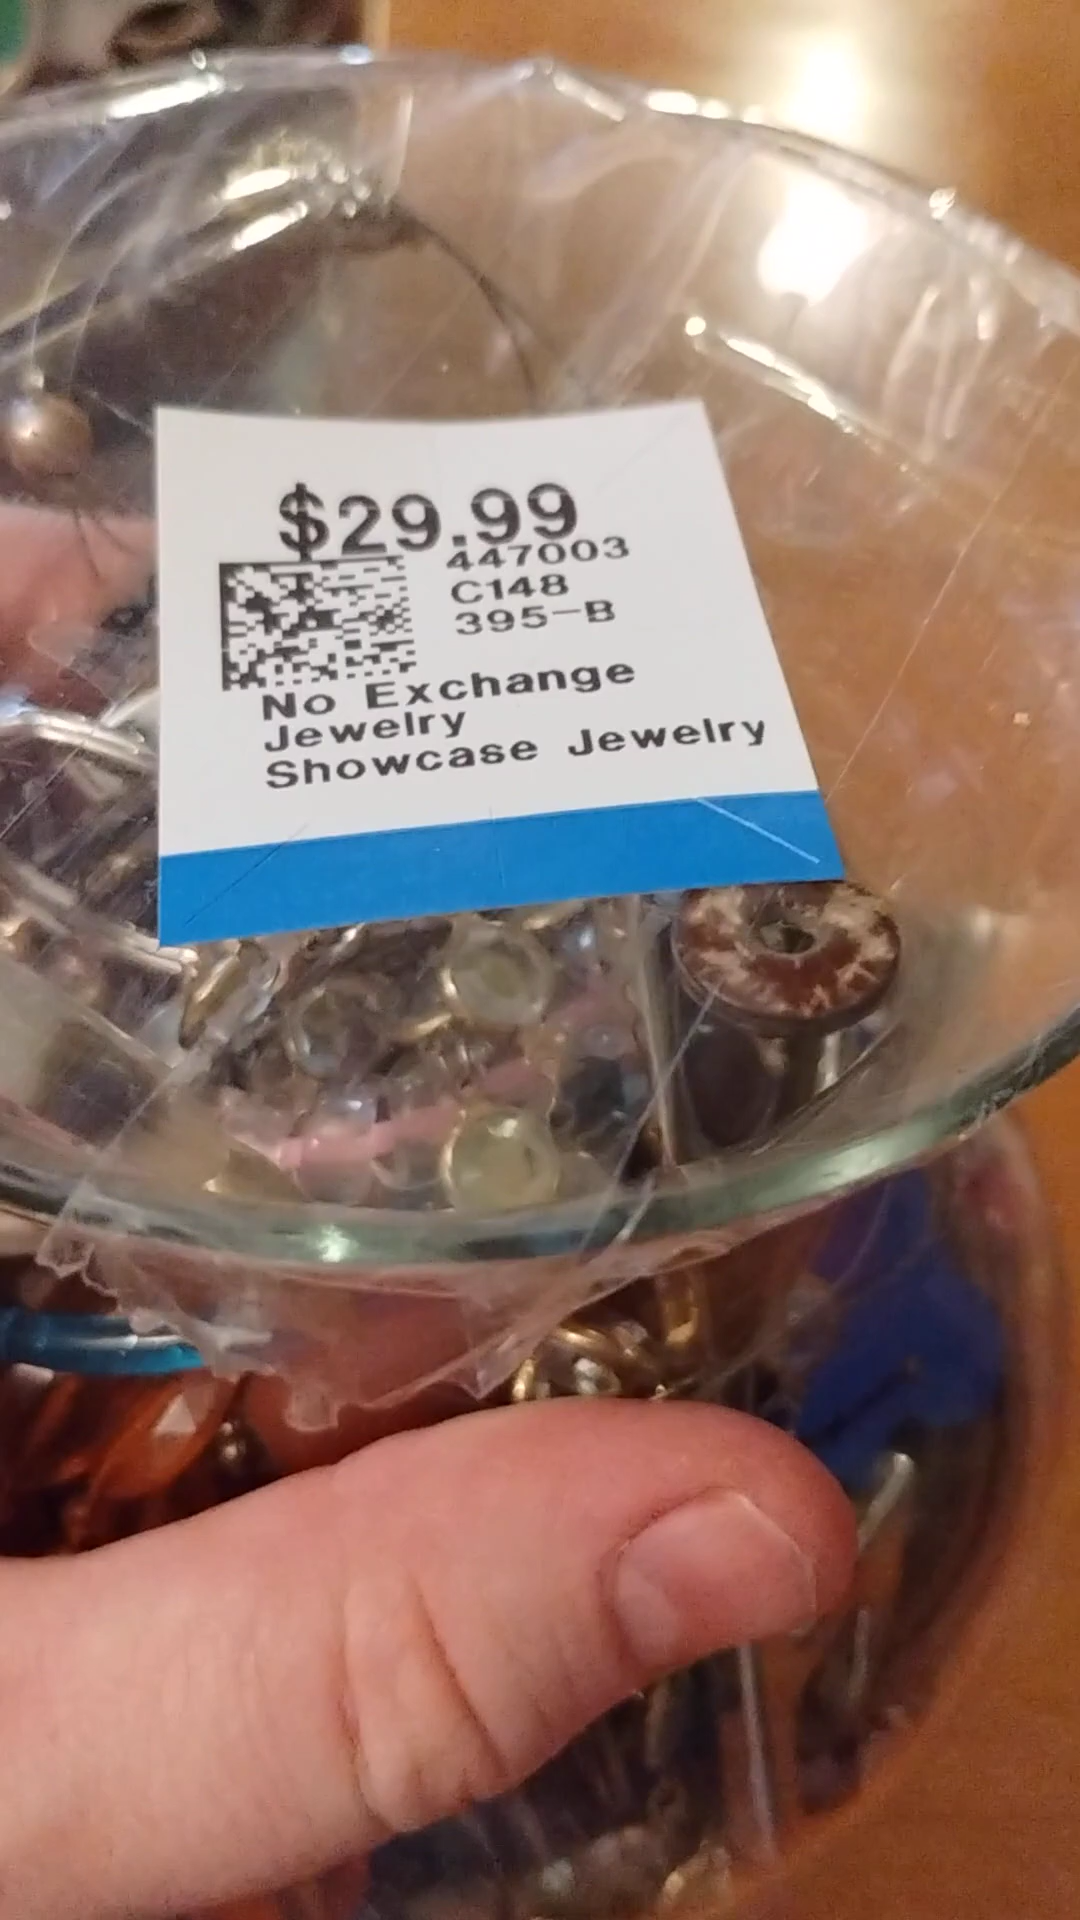 $29.99
447003
C148
395-B
No Exchange
Jewelry
Showcase Jewelry